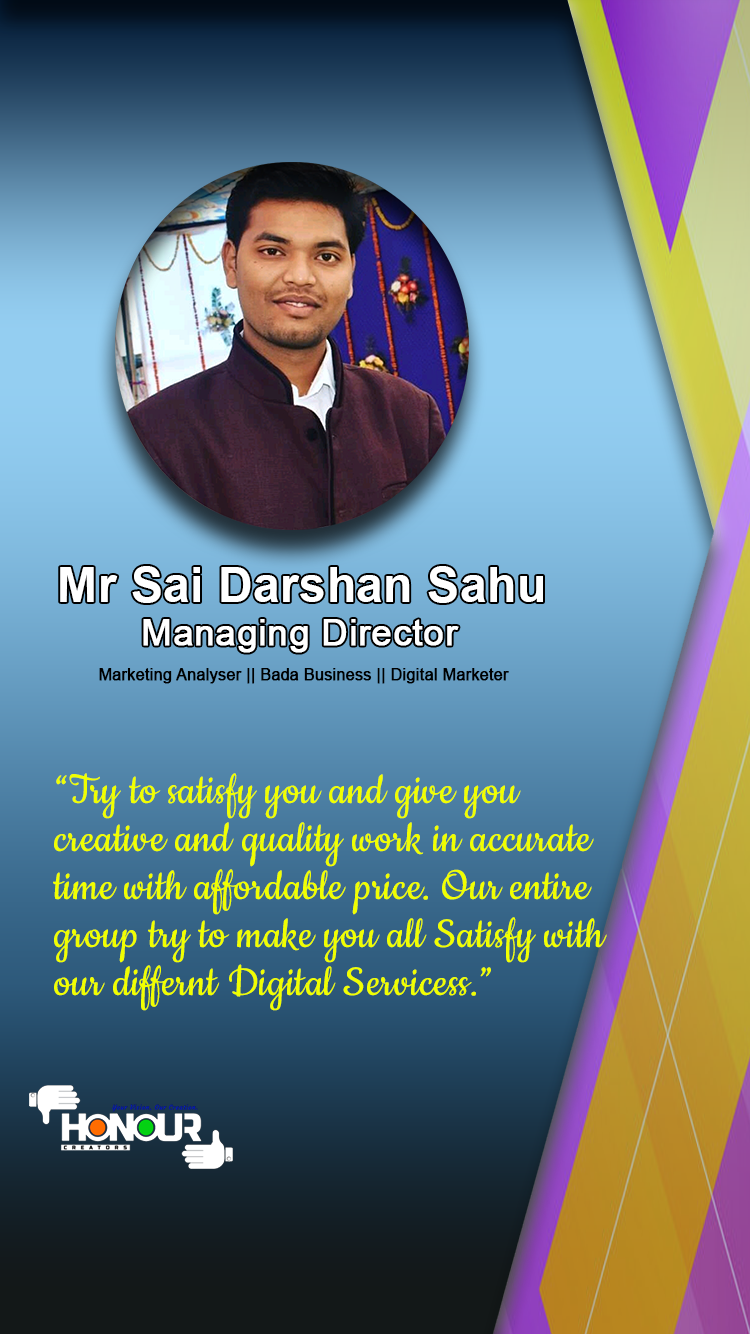 Mr Sai Darshan Sahu
Managing Director
Marketing Analyser || Bada Business || Digital Marketer
“Try to satisfy you and give you
creative and quality work in accurate
time with affordable price. Our entire
group try to make you all Satisfy with
our differnt Digital Servicess.”
HONOUR
CREATORS